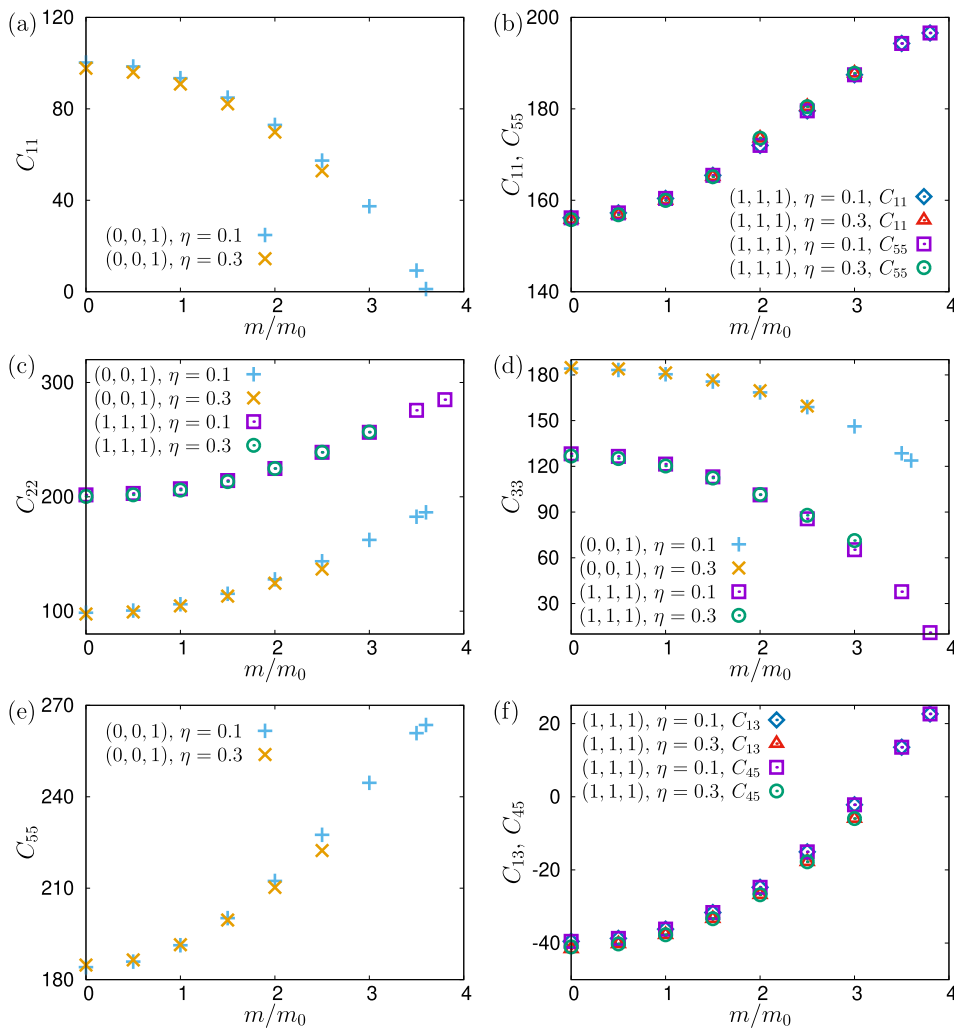 (a)
120
80
40
0
C₁₁
(0, 0, 1), η = 0.1
(0, 0, 1), η = 0.3
0 1 2 3 4
m/m₀
(b)
200
180
160
140
C₁₁, C₅₅
(1, 1, 1), η = 0.1, C₁₁
(1, 1, 1), η = 0.3, C₁₁
(1, 1, 1), η = 0.1, C₅₅
(1, 1, 1), η = 0.3, C₅₅
0 1 2 3 4
m/m₀
(c)
300
200
100
C₂₂
(0, 0, 1), η = 0.1
(0, 0, 1), η = 0.3
(1, 1, 1), η = 0.1
(1, 1, 1), η = 0.3
0 1 2 3 4
m/m₀
(d)
180
150
120
90
60
30
C₃₃
(0, 0, 1), η = 0.1
(0, 0, 1), η = 0.3
(1, 1, 1), η = 0.1
(1, 1, 1), η = 0.3
0 1 2 3 4
m/m₀
(e)
270
240
210
180
C₅₅
(0, 0, 1), η = 0.1
(0, 0, 1), η = 0.3
0 1 2 3 4
m/m₀
(f)
20
0
-20
-40
C₁₃, C₄₅
(1, 1, 1), η = 0.1, C₁₃
(1, 1, 1), η = 0.3, C₁₃
(1, 1, 1), η = 0.1, C₄₅
(1, 1, 1), η = 0.3, C₄₅
0 1 2 3 4
m/m₀